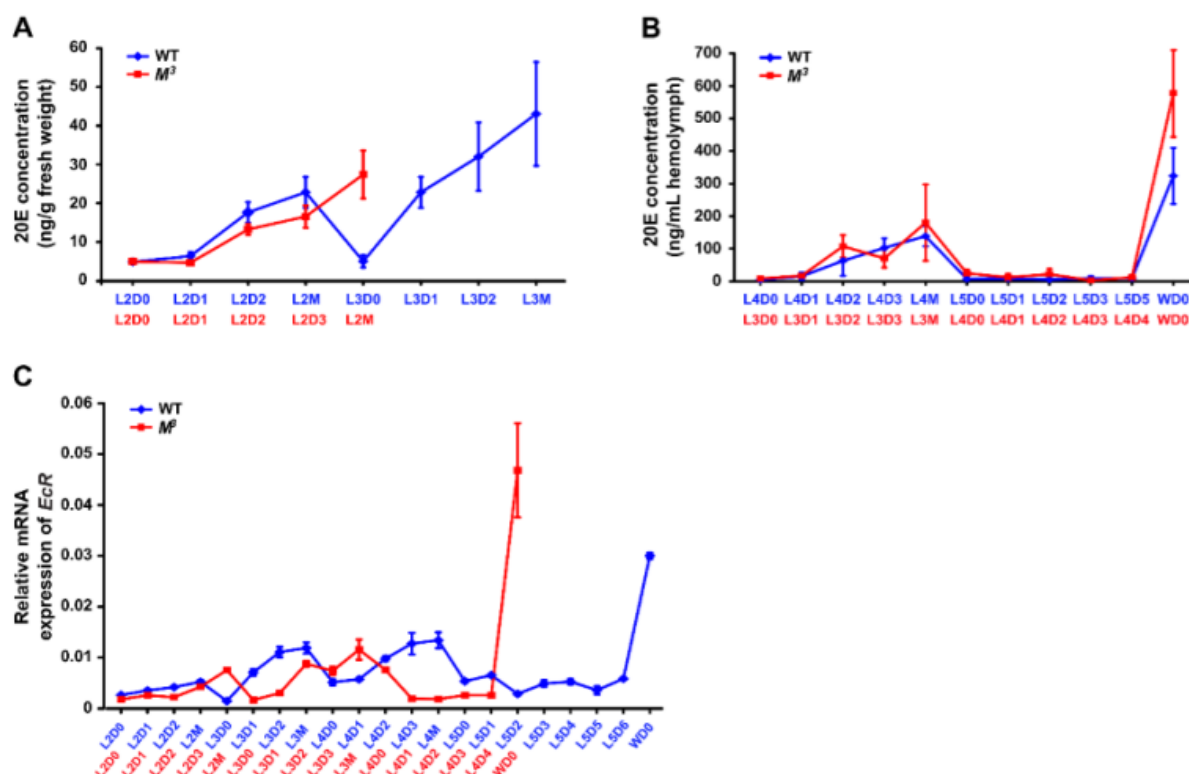 A
WT
M³
20E concentration
(ng/g fresh weight)
60
50
40
30
20
10
0
L2D0 L2D1 L2D2 L2M L3D0 L3D1 L3D2 L3M
L2D0 L2D1 L2D2 L2D3 L2M
B
WT
M³
20E concentration
(ng/mL hemolymph)
700
600
500
400
300
200
100
0
L4D0 L4D1 L4D2 L4D3 L4M L5D0 L5D1 L5D2 L5D3 L5D5 WD0
L3D0 L3D1 L3D2 L3D3 L3M L4D0 L4D1 L4D2 L4D3 L4D4 WD0
C
WT
M³
Relative mRNA
expression of EcR
0.06
0.05
0.04
0.03
0.02
0.01
0
L2D0 L2D1 L2D2 L2M L3D0 L3D1 L3D2 L3M L4D0 L4D1 L4D2 L4D3 L4M L5D0 L5D1 L5D2 L5D3 L5D4 L5D5 L5D6 WD0
L2D0 L2D1 L2D2 L2D3 L2M L3D0 L3D1 L3D2 L3D3 L3M L4D0 L4D1 L4D2 L4D3 L4D4 WD0